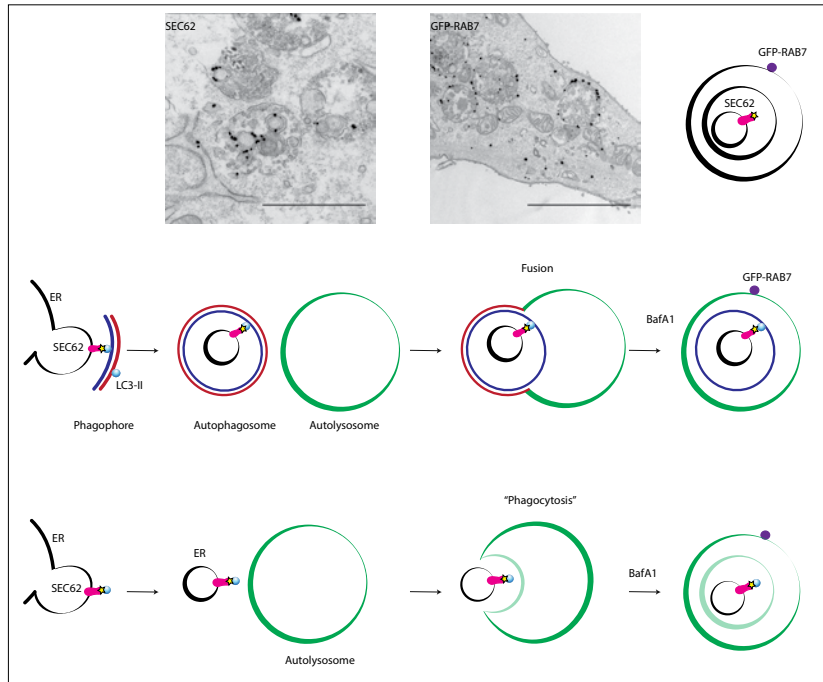 SEC62
GFP-RAB7
GFP-RAB7
SEC62
Fusion
GFP-RAB7
ER
BafA1
SEC62
LC3-II
Phagophore
Autophagosome
Autolysosome
"Phagocytosis"
ER
ER
BafA1
SEC62
Autolysosome